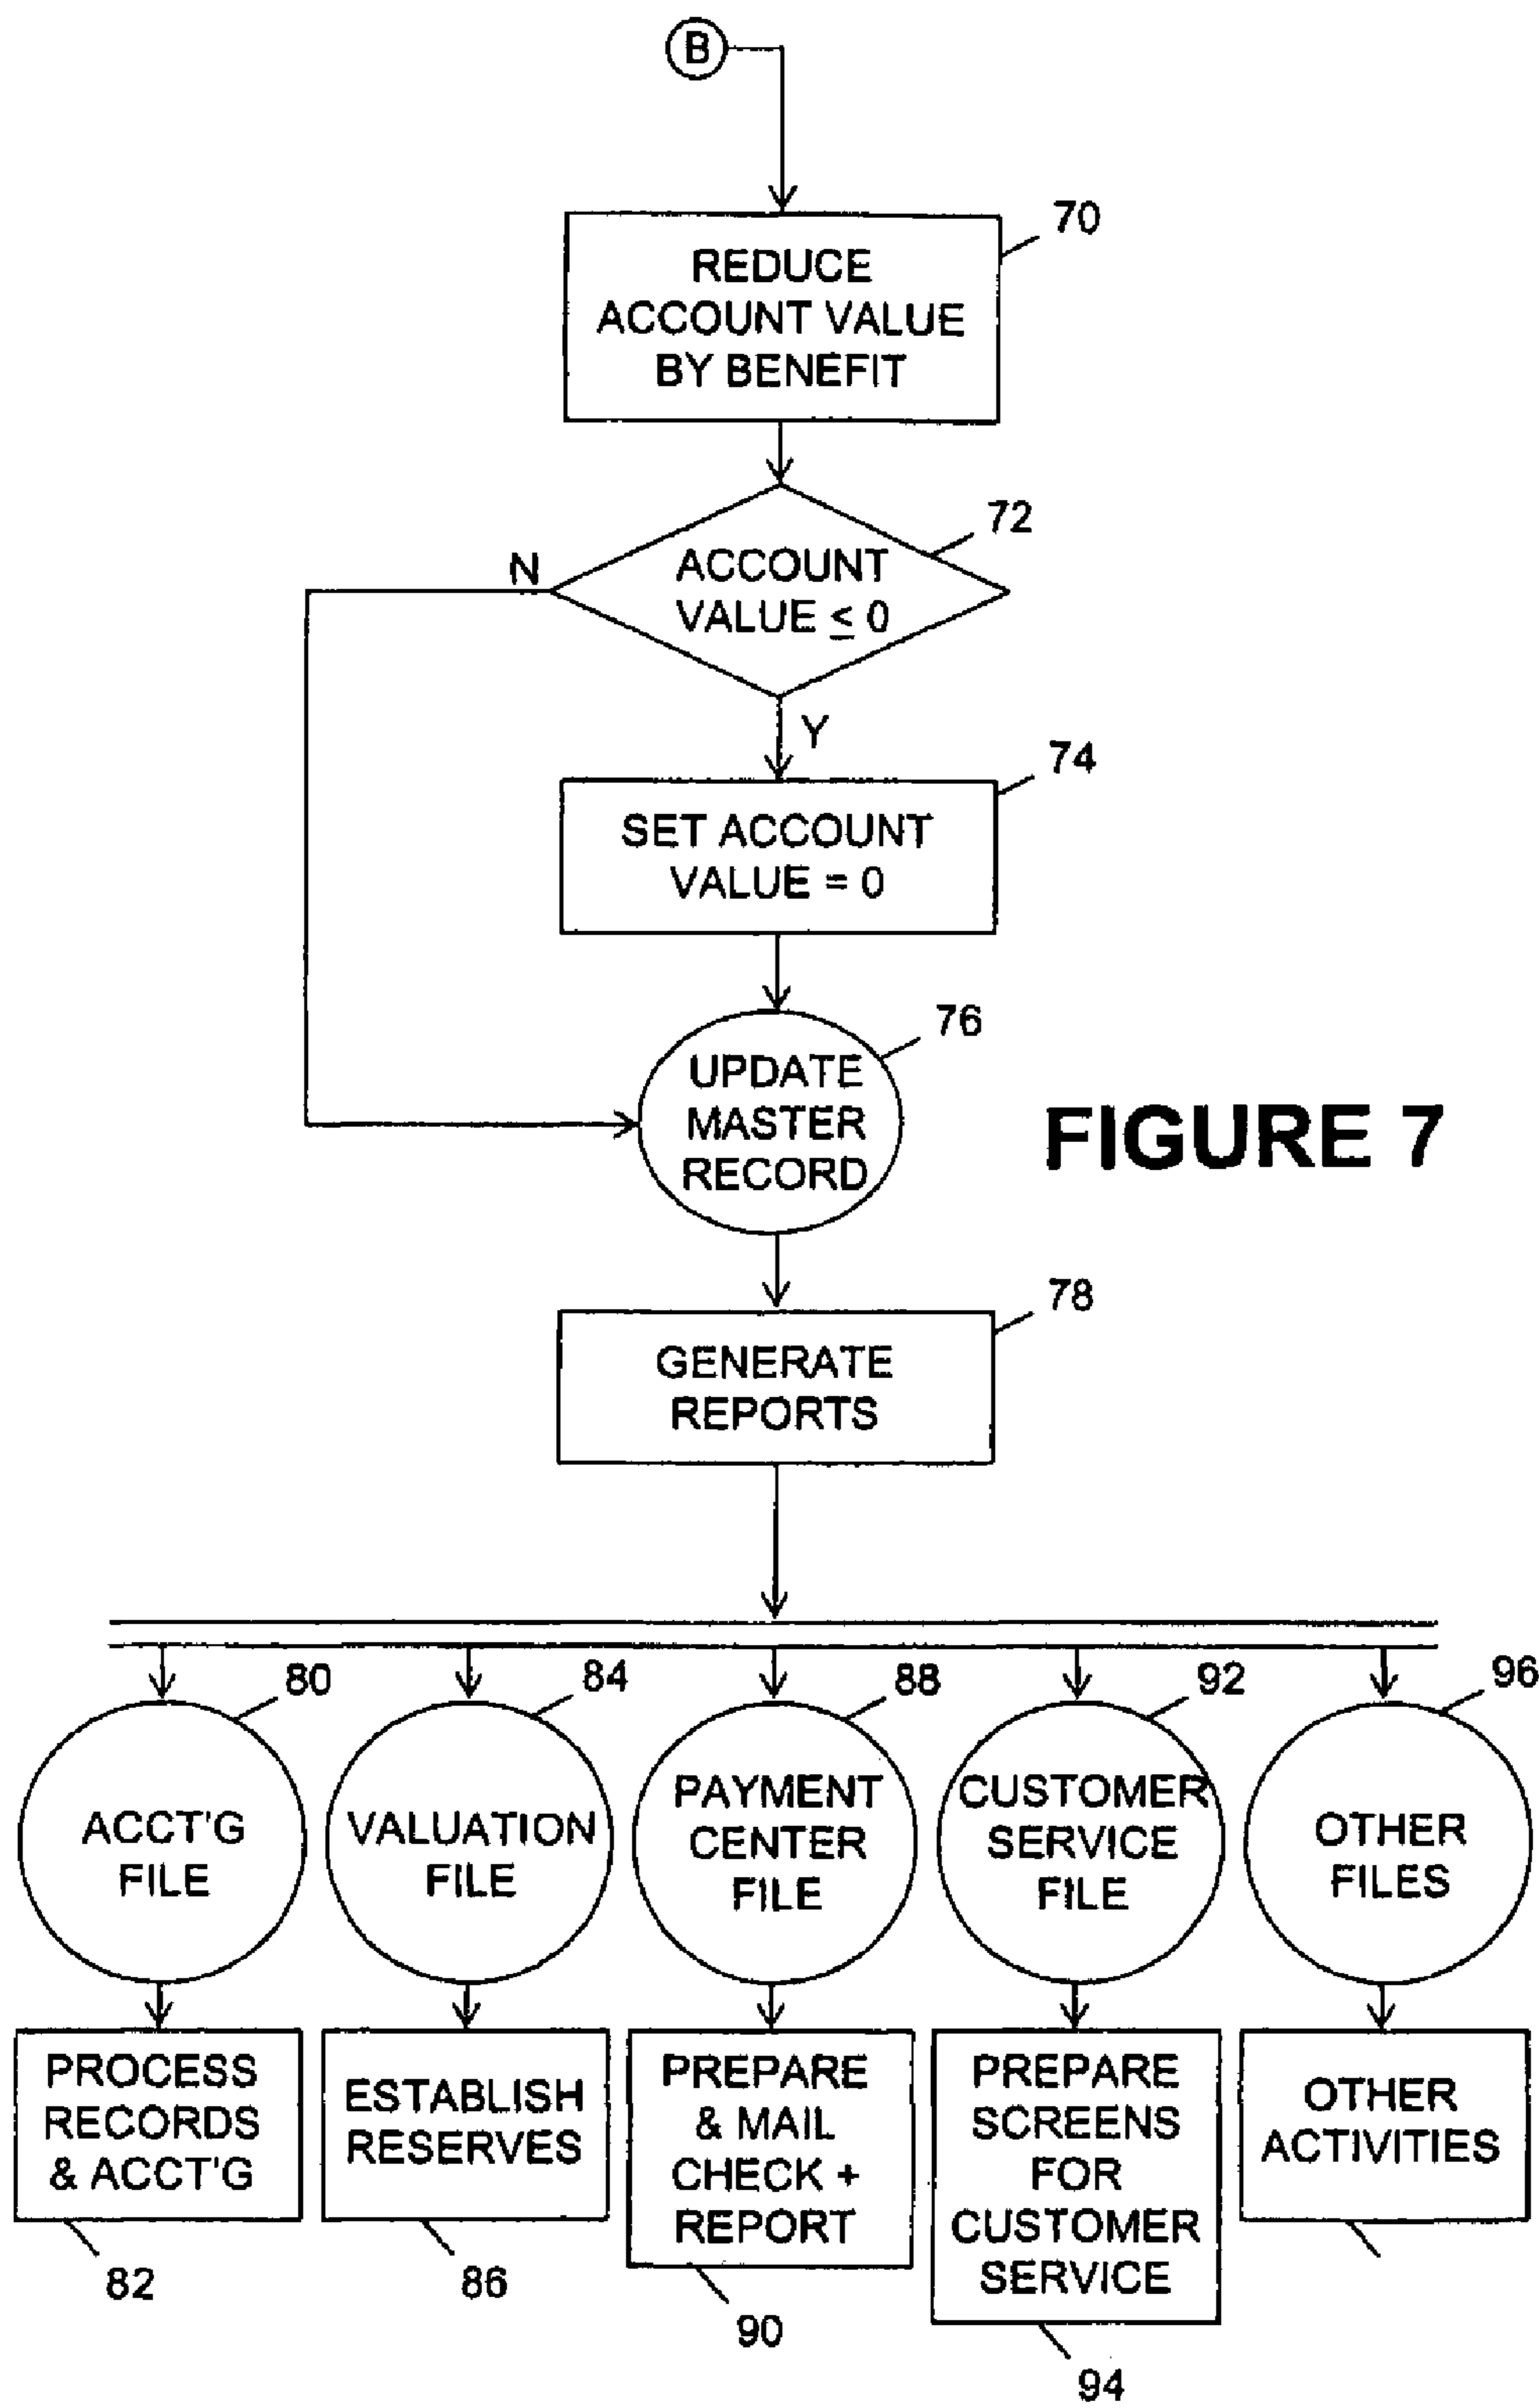 B
70
REDUCE
ACCOUNT VALUE
BY BENEFIT
72
N
ACCOUNT
VALUE ≤ 0
Y
74
SET ACCOUNT
VALUE = 0
76
UPDATE
MASTER
RECORD
FIGURE 7
78
GENERATE
REPORTS
80
84
88
92
96
ACCT'G
FILE
VALUATION
FILE
PAYMENT
CENTER
FILE
CUSTOMER
SERVICE
FILE
OTHER
FILES
PROCESS
RECORDS
& ACCT'G
ESTABLISH
RESERVES
PREPARE
& MAIL
CHECK +
REPORT
PREPARE
SCREENS
FOR
CUSTOMER
SERVICE
OTHER
ACTIVITIES
82
86
90
94